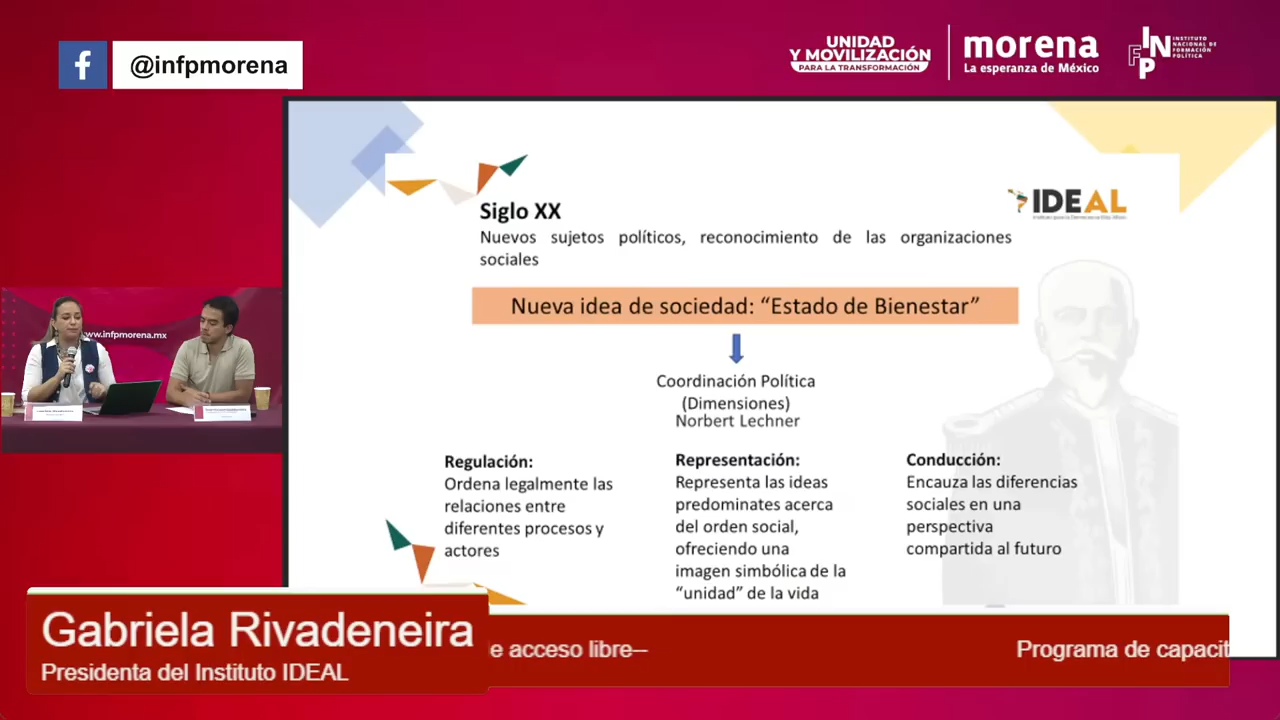 @infpmorena
UNIDAD
Y MOVILIZACIÓN
PARA LA TRANSFORMACIÓN
morena
La esperanza de México
INFP
INSTITUTO
NACIONAL DE
FORMACIÓN
POLÍTICA
IDEAL
Siglo XX
Nuevos sujetos políticos, reconocimiento de las organizaciones
sociales
Nueva idea de sociedad: “Estado de Bienestar”
Coordinación Política
(Dimensiones)
Norbert Lechner
Regulación:
Ordena legalmente las
relaciones entre
diferentes procesos y
actores
Representación:
Representa las ideas
predominates acerca
del orden social,
ofreciendo una
imagen simbólica de la
“unidad” de la vida
Conducción:
Encauza las diferencias
sociales en una
perspectiva
compartida al futuro
www.infpmorena.mx
Gabriela Rivadeneira
Presidenta del Instituto IDEAL
e acceso libre-- Programa de capacit